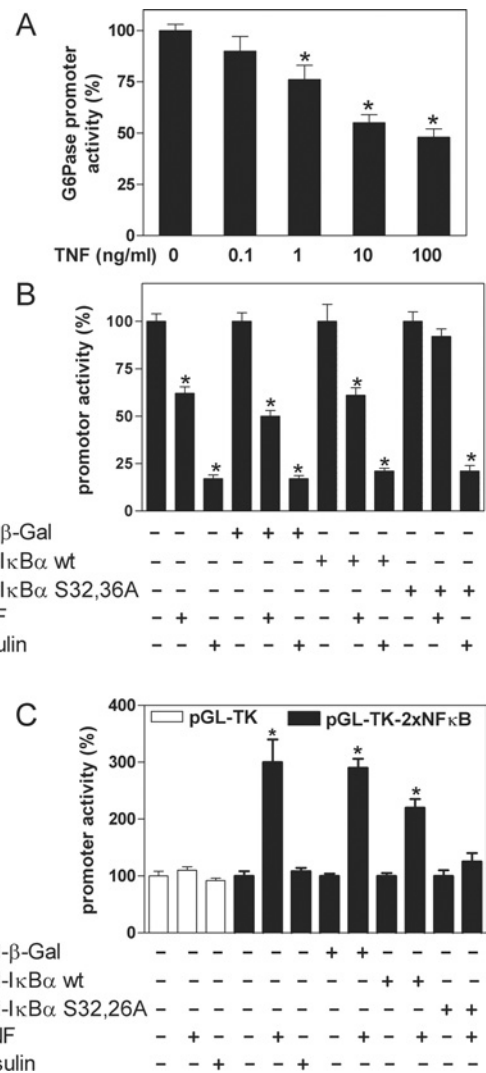 A
G6Pase promoter
activity (%)
100
75
50
25
0
*
*
*
TNF (ng/ml) 0 0.1 1 10 100
B
promotor activity (%)
100
75
50
25
0
* * * * * * *
β-Gal – – – + + + – – – – – –
IκBα wt – – – – – – + + + – – –
IκBα S32,36A – – – – – – – – – + + +
F – + – – + – – + – – + –
ulin – – + – – + – – + – – +
C
pGL-TK pGL-TK-2xNFκB
promoter activity (%)
400
300
200
100
0
* * *
-β-Gal – – – – – – + + – – – –
-IκBα wt – – – – – – – – + + – –
-IκBα S32,26A – – – – – – – – – – + +
NF – + – – + – – + – + – +
sulin – – + – – + – – – – – –